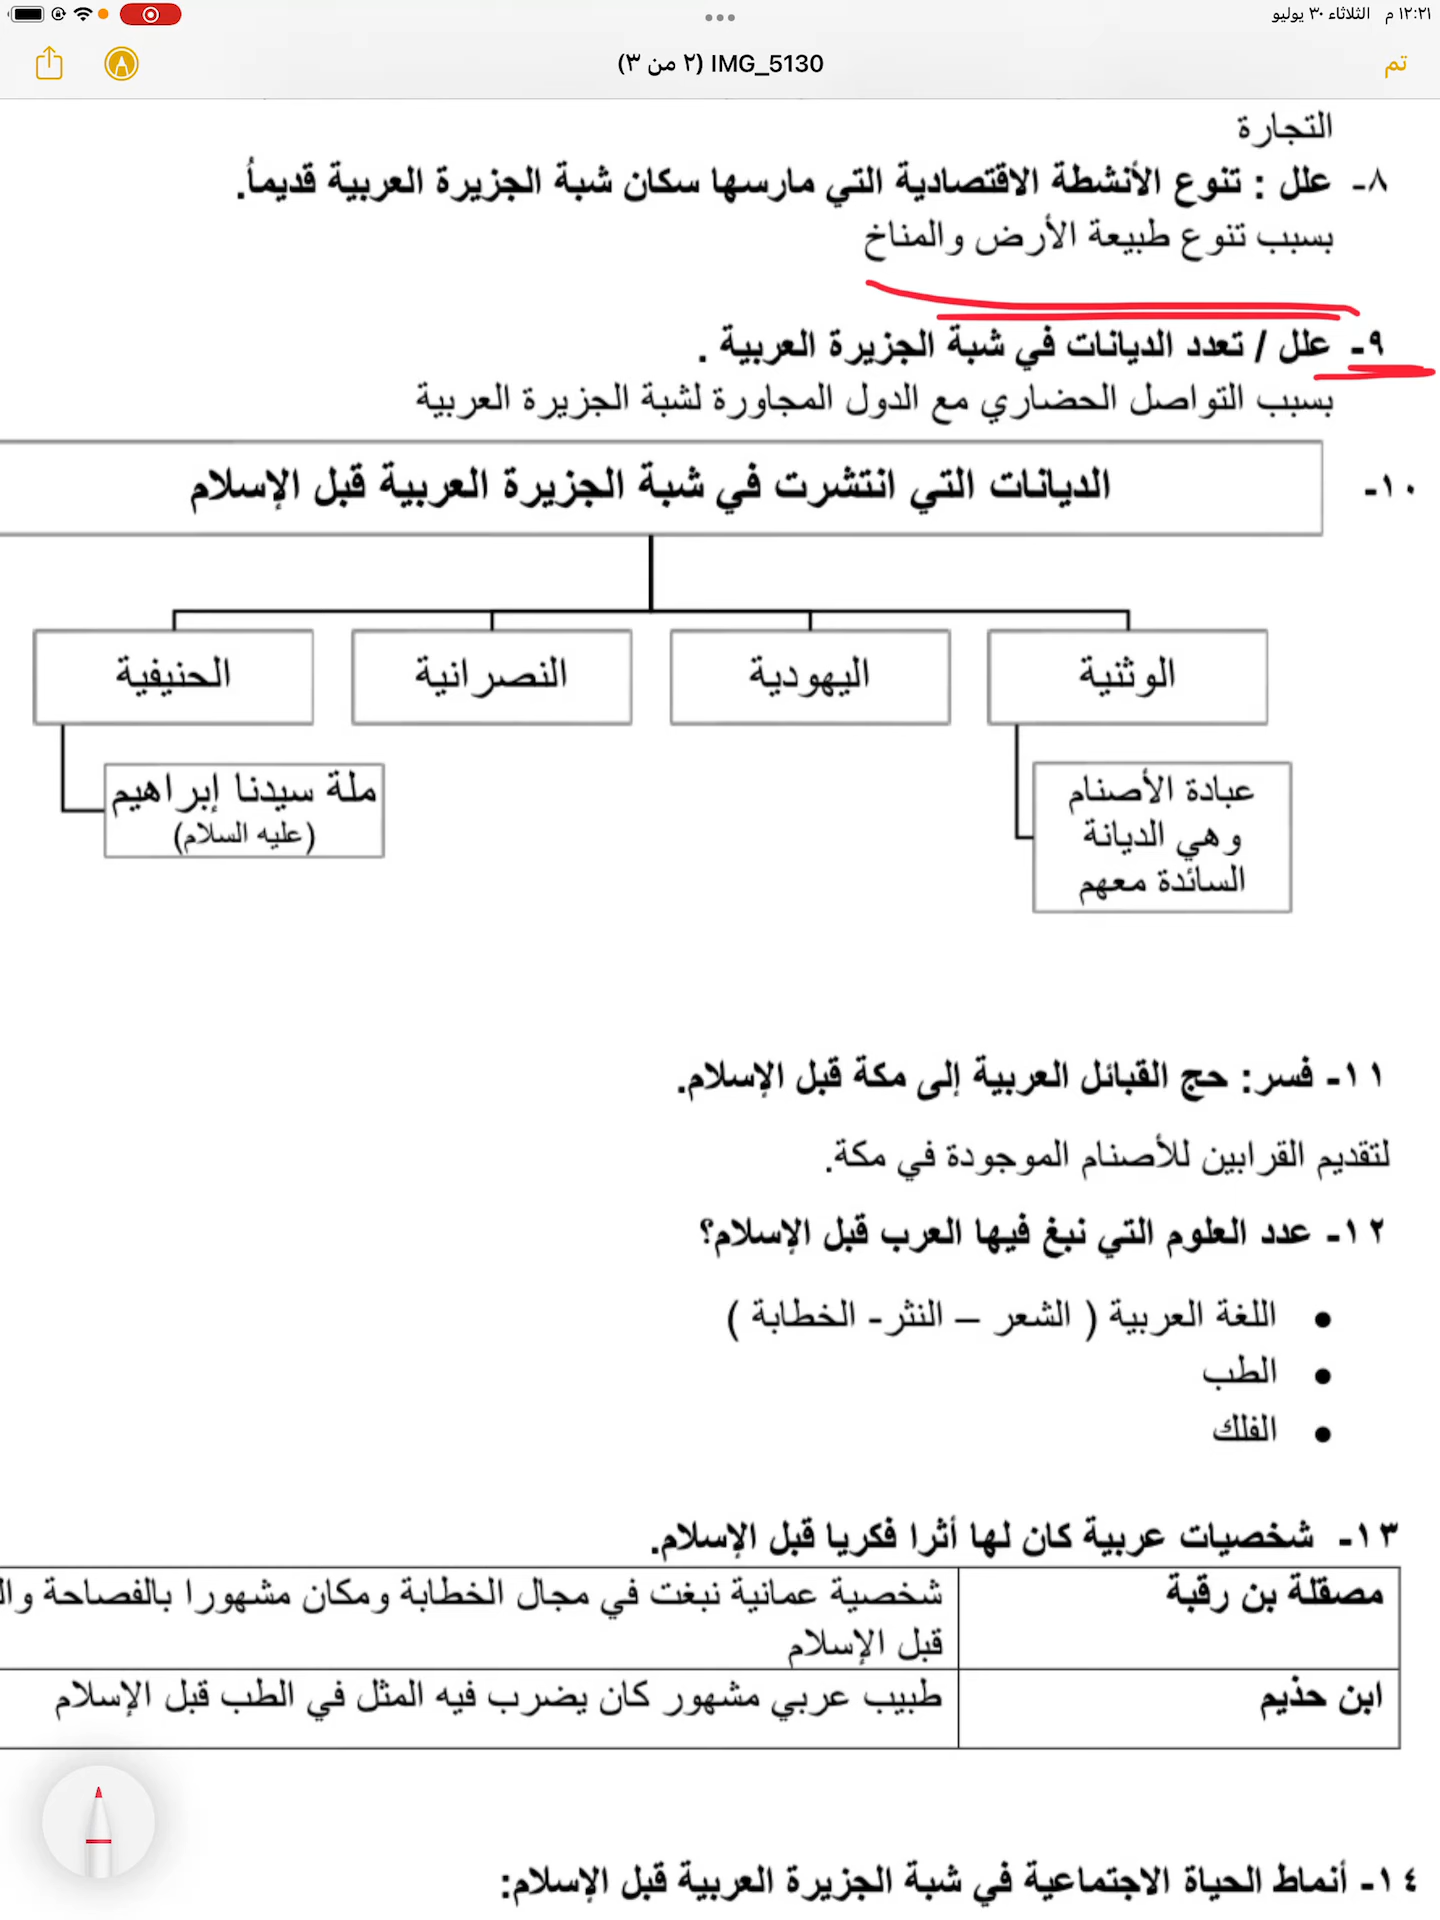 ١٢:٢١ م الثلاثاء ٣٠ يوليو
تم
IMG_5130 (٢ من ٣)
التجارة
٨- علل : تنوع الأنشطة الاقتصادية التي مارسها سكان شبة الجزيرة العربية قديماً.
بسبب تنوع طبيعة الأرض والمناخ
٩- علل / تعدد الديانات في شبة الجزيرة العربية .
بسبب التواصل الحضاري مع الدول المجاورة لشبة الجزيرة العربية
١٠- الديانات التي انتشرت في شبة الجزيرة العربية قبل الإسلام
الوثنية
اليهودية
النصرانية
الحنيفية
عبادة الأصنام
وهي الديانة
السائدة معهم
ملة سيدنا إبراهيم
(عليه السلام)
١١- فسر: حج القبائل العربية إلى مكة قبل الإسلام.
لتقديم القرابين للأصنام الموجودة في مكة.
١٢- عدد العلوم التي نبغ فيها العرب قبل الإسلام؟
• اللغة العربية ( الشعر – النثر- الخطابة )
• الطب
• الفلك
١٣- شخصيات عربية كان لها أثرا فكريا قبل الإسلام.
مصقلة بن رقبة
شخصية عمانية نبغت في مجال الخطابة ومكان مشهورا بالفصاحة
قبل الإسلام
ابن حذيم
طبيب عربي مشهور كان يضرب فيه المثل في الطب قبل الإسلام
١٤- أنماط الحياة الاجتماعية في شبة الجزيرة العربية قبل الإسلام: